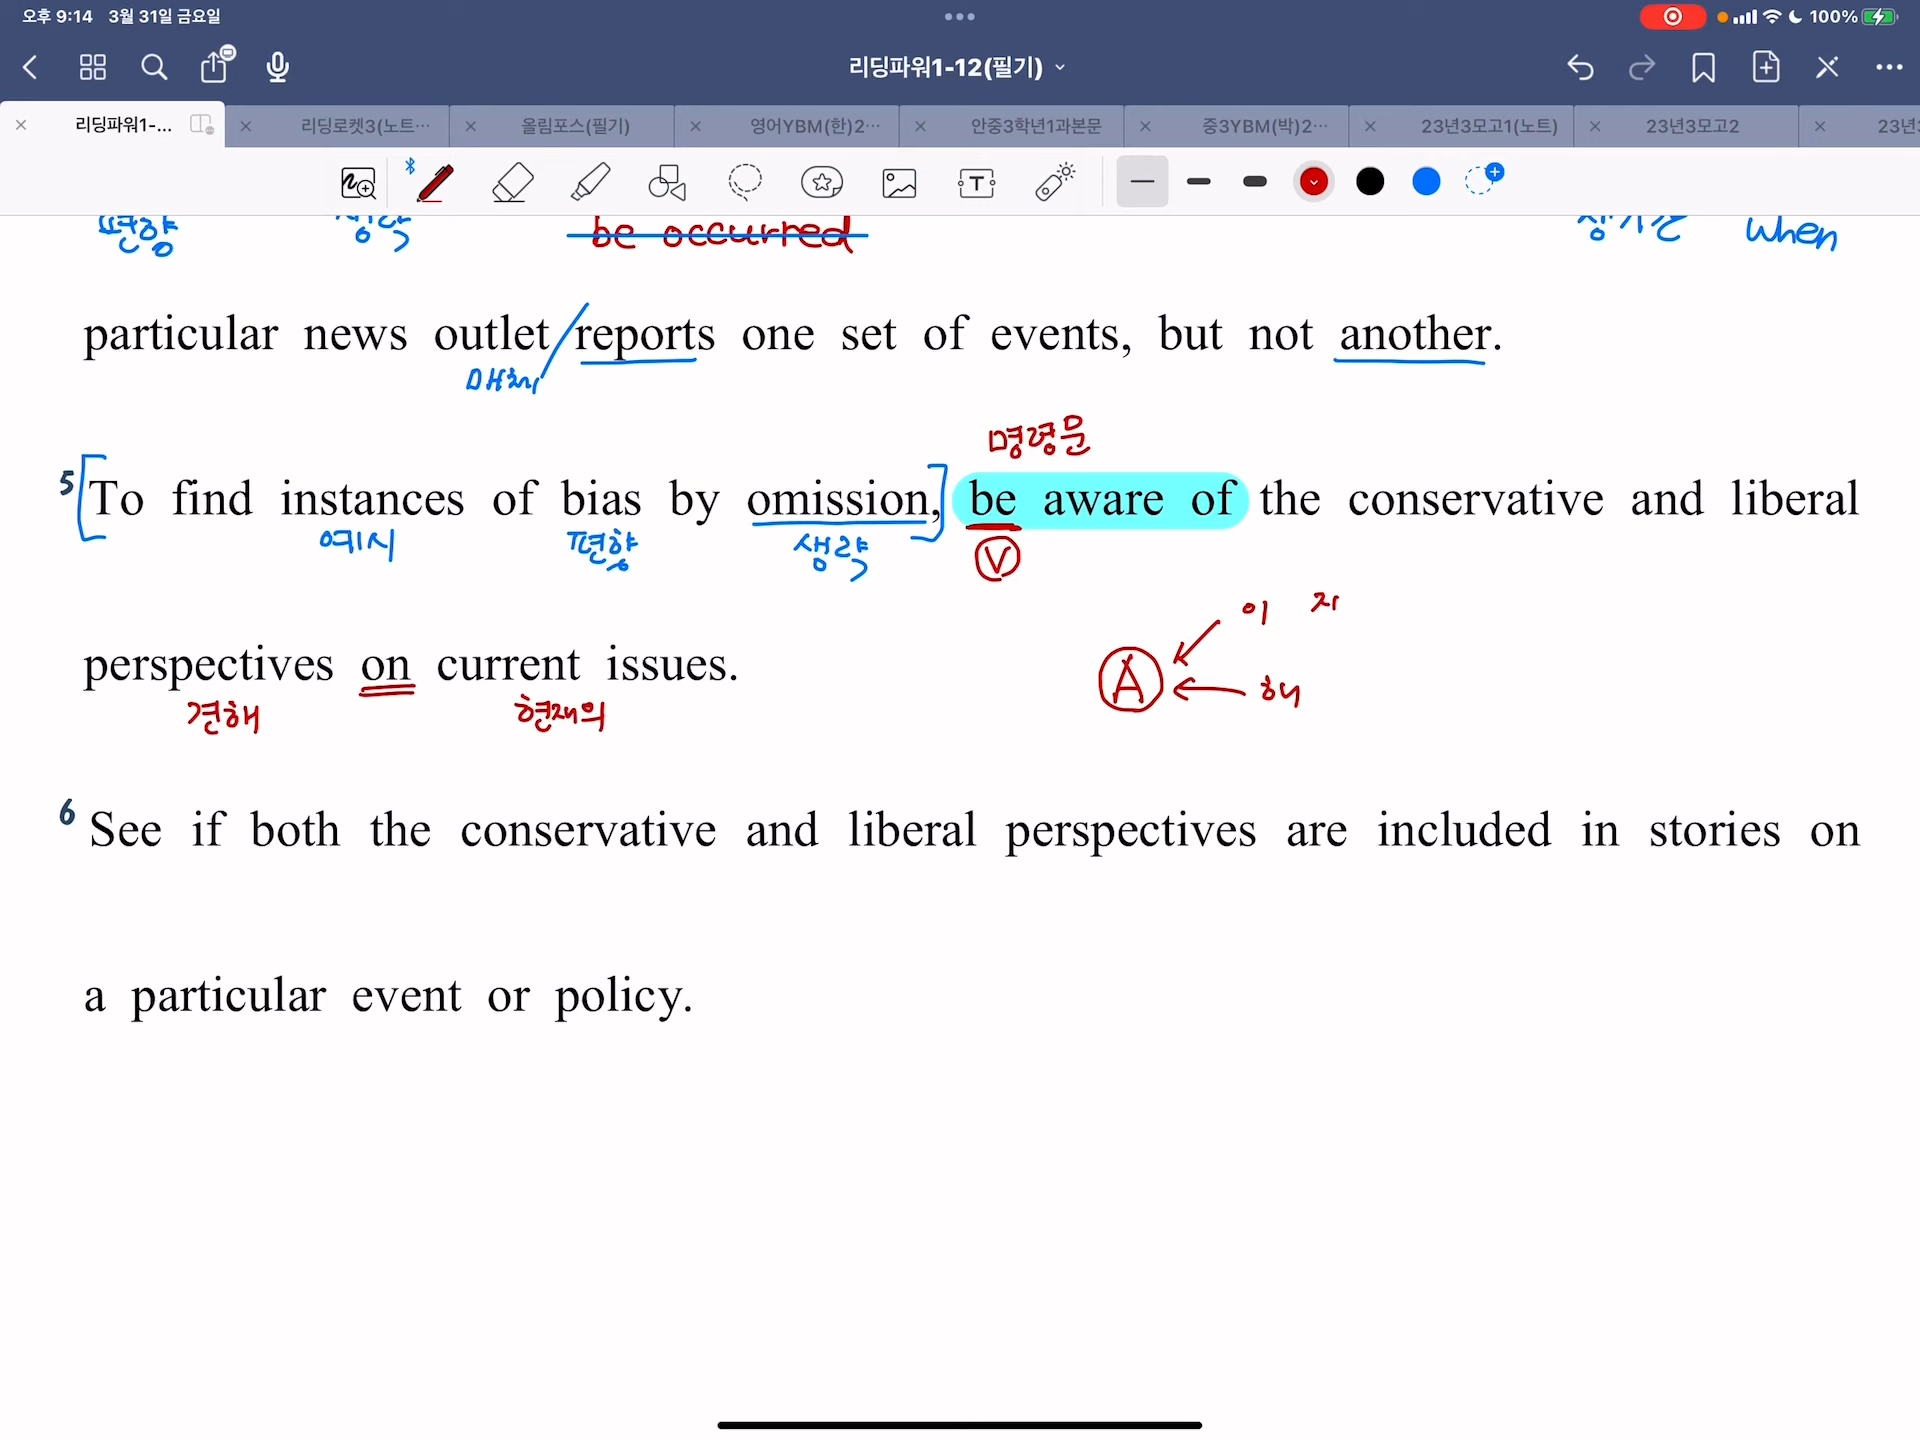 오후 9:14 3월 31일 금요일
100%
리딩파워1-12(필기)
리딩파워1-...
리딩로켓3(노트...
올림포스(필기)
영어YBM(한)2...
안중3학년1과본문
중3YBM(박)2...
23년3모고1(노트)
23년3모고2
편향 생략 be occurred when
particular news outlet / reports one set of events, but not another.
매체
명령문
5 [To find instances of bias by omission,] be aware of the conservative and liberal
예시 편향 생략 V
이 지
perspectives on current issues.
A 해
견해 현재의
6 See if both the conservative and liberal perspectives are included in stories on
a particular event or policy.